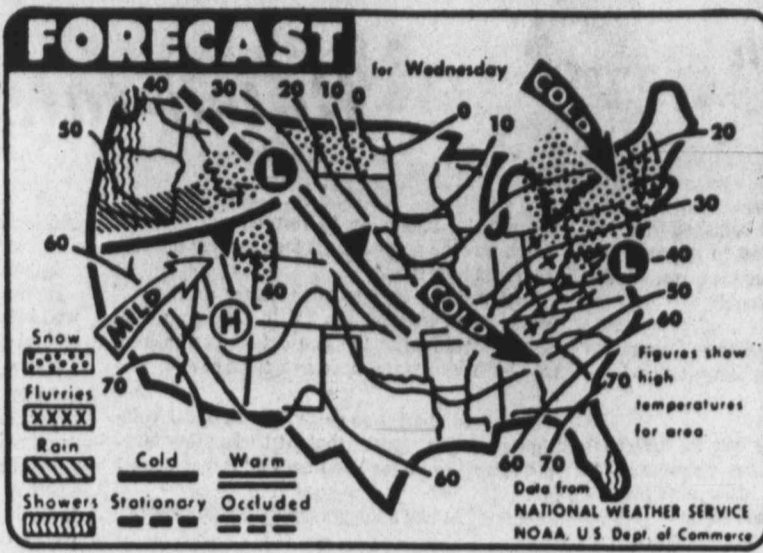 FORECAST
for Wednesday
COLD
40
30
20
10
0
0
10
20
50
30
L
60
L
40
40
50
COLD
60
MILD
H
Snow
Figures show
70
70
high
Flurries
temperatures
XXXX
for area.
Rain
Cold
Warm
60
60
70
Showers
Stationary
Occluded
Data from
NATIONAL WEATHER SERVICE
NOAA, U.S. Dept. of Commerce